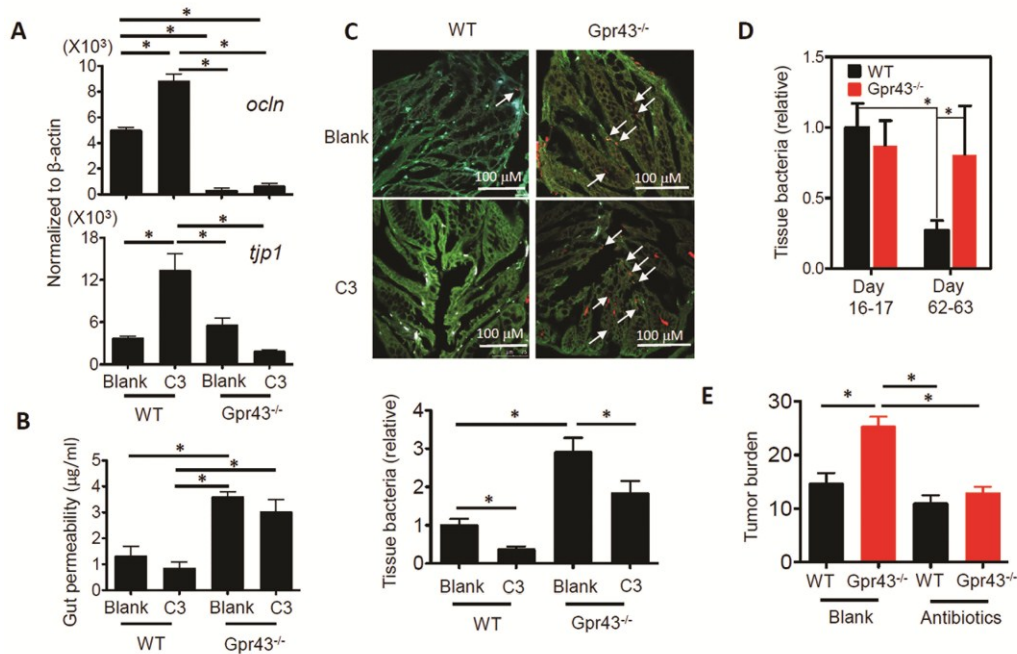 A
(X10³)
*
*
*
*
*
10
8
6
4
2
0
ocln
Normalized to β-actin
(X10³)
*
*
*
18
12
6
0
tjp1
Blank C3 Blank C3
WT Gpr43-/-
B
Gut permeability (µg/ml)
5
4
3
2
1
0
*
*
*
Blank C3 Blank C3
WT Gpr43-/-
C
WT Gpr43-/-
Blank
100 µM 100 µM
C3
100 µM 100 µM
Tissue bacteria (relative)
4
3
2
1
0
*
*
*
Blank C3 Blank C3
WT Gpr43-/-
D
Tissue bacteria (relative)
1.5
1.0
0.5
0.0
WT
Gpr43-/-
* *
Day Day
16-17 62-63
E
Tumor burden
30
20
10
0
*
*
*
WT Gpr43-/- WT Gpr43-/-
Blank Antibiotics